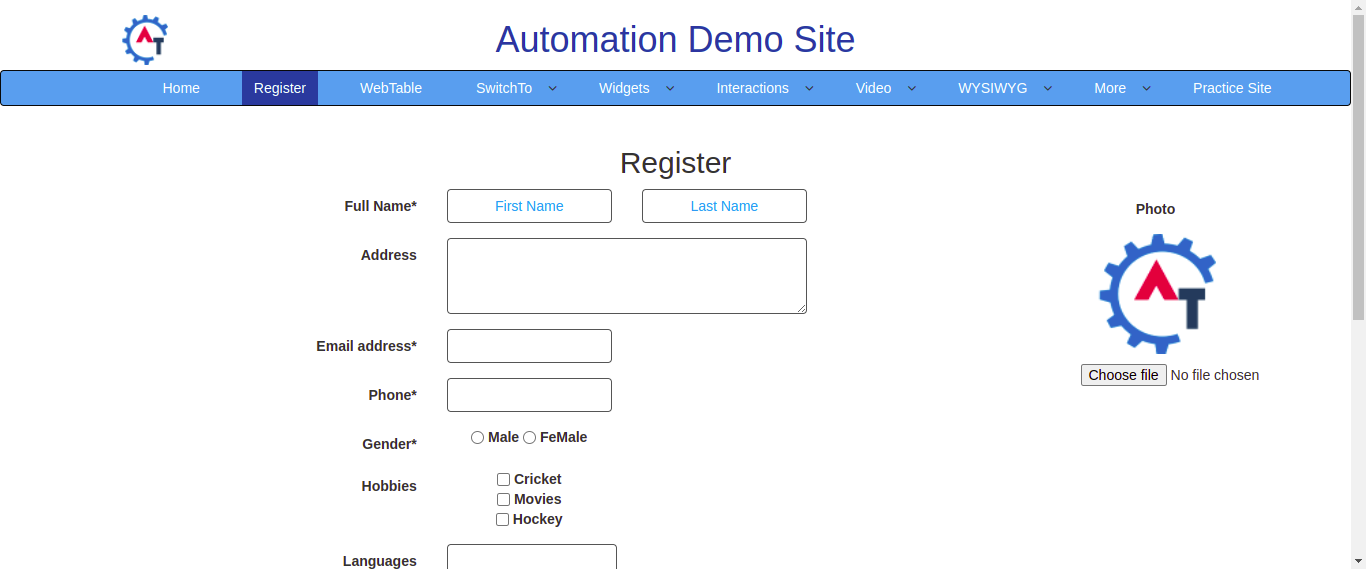 AT
Automation Demo Site
Home Register WebTable SwitchTo Widgets Interactions Video WYSIWYG More Practice Site
Register
Full Name* First Name Last Name
Photo
Address
AT
Email address*
Choose file No file chosen
Phone*
Gender* Male FeMale
Hobbies Cricket
Movies
Hockey
Languages